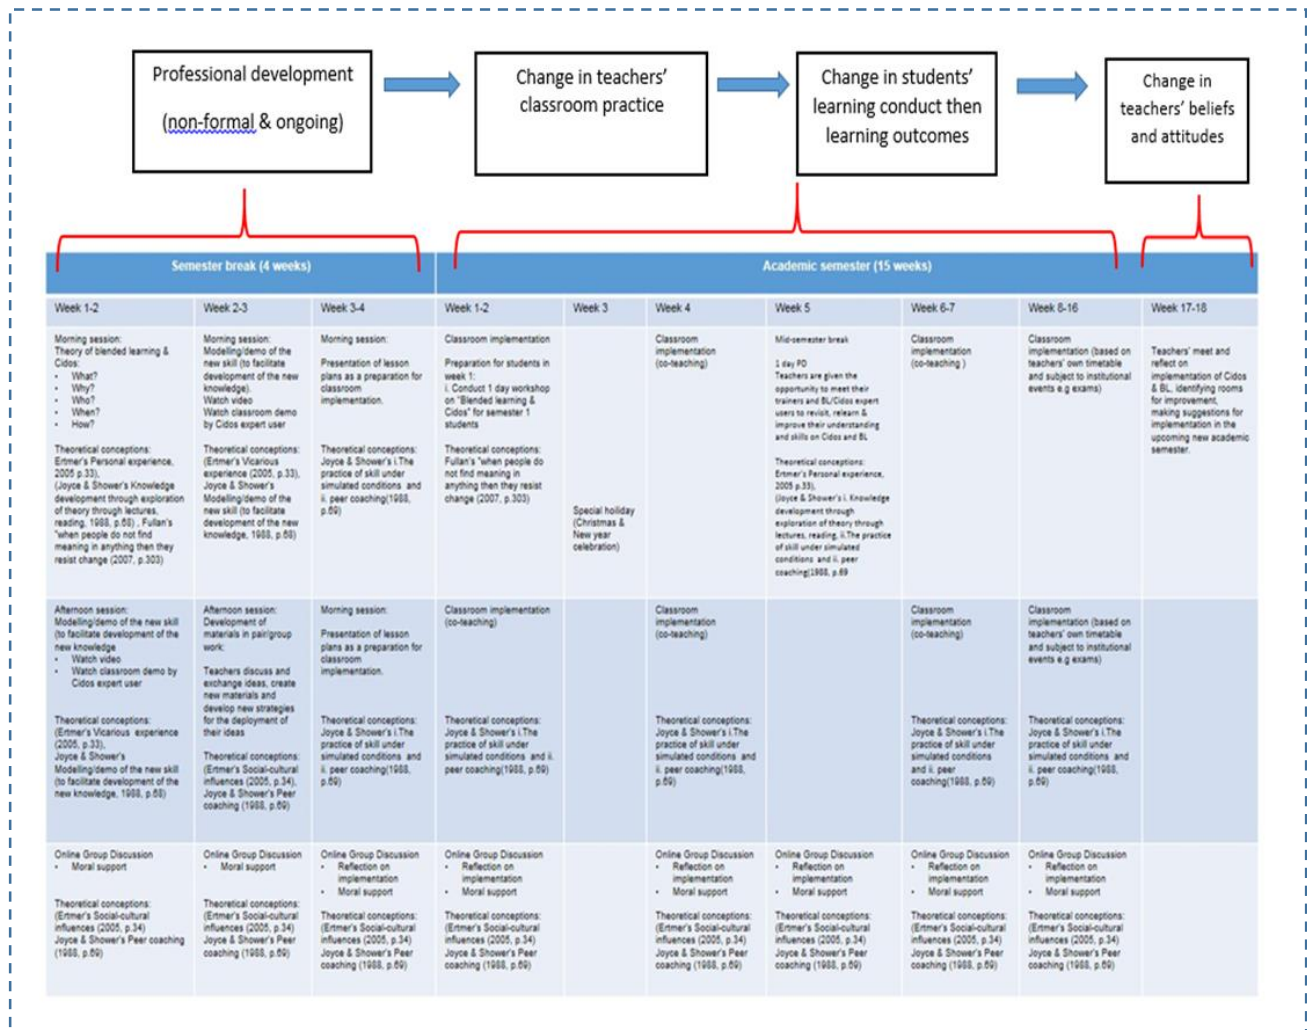 Professional development
(non-formal & ongoing)
Change in teachers'
classroom practice
Change in students'
learning conduct then
learning outcomes
Change in
teachers' beliefs
and attitudes
Semester break (4 weeks)
Academic semester (15 weeks)
Week 1-2
Week 2-3
Week 3-4
Week 1-2
Week 3
Week 4
Week 5
Week 6-7
Week 8-16
Week 17-18
Morning session:
Theory of blended learning &
Cidos:
• What?
• Why?
• Who?
• When?
• How?
Theoretical conceptions:
Ertmer's Personal experience,
2005 p.33),
(Joyce & Shower's Knowledge
development through exploration
of theory through lectures,
reading, 1988, p.68) , Fullan's
"when people do not find
meaning in anything then they
resist change (2007, p.303)
Morning session:
Modelling/demo of the
new skill (to facilitate
development of the new
knowledge).
Watch video
Watch classroom demo
by Cidos expert user
Theoretical conceptions:
(Ertmer's Vicarious
experience (2005, p.33),
Joyce & Shower's
Modelling/demo of the
new skill (to facilitate
development of the new
knowledge, 1988, p.68)
Morning session:
Presentation of lesson
plans as a preparation for
classroom
implementation.
Theoretical conceptions:
Joyce & Shower's i.The
practice of skill under
simulated conditions and
ii. peer coaching(1988,
p.69)
Classroom implementation
Preparation for students in
week 1:
i. Conduct 1 day workshop
on "Blended learning &
Cidos" for semester 1
students
Theoretical conceptions:
Fullan's "when people do
not find meaning in
anything then they resist
change (2007, p.303)
Special holiday
(Christmas &
New year
celebration)
Classroom
implementation
(co-teaching)
Mid-semester break
1 day PD
Teachers are given the
opportunity to meet their
trainers and BL/Cidos expert
users to revisit, relearn &
improve their understanding
and skills on Cidos and BL
Theoretical conceptions:
Ertmer's Personal experience,
2005 p.33),
(Joyce & Shower's i. Knowledge
development through
exploration of theory through
lectures, reading, ii.The practice
of skill under simulated
conditions and ii. peer
coaching(1988, p.69
Classroom
implementation
(co-teaching )
Classroom
implementation (based on
teachers' own timetable
and subject to institutional
events e.g exams)
Teachers' meet and
reflect on
implementation of Cidos
& BL, identifying rooms
for improvement,
making suggestions for
implementation in the
upcoming new academic
semester.
Afternoon session:
Modelling/demo of the new skill
(to facilitate development of the
new knowledge
• Watch video
• Watch classroom demo by
Cidos expert user
Theoretical conceptions:
(Ertmer's Vicarious experience
(2005, p.33),
Joyce & Shower's
Modelling/demo of the new skill
(to facilitate development of the
new knowledge, 1988, p.68)
Afternoon session:
Development of
materials in pair/group
work:
Teachers discuss and
exchange ideas, create
new materials and
develop new strategies
for the deployment of
their ideas
Theoretical conceptions:
(Ertmer's Social-cultural
influences (2005, p.34),
Joyce & Shower's Peer
coaching (1988, p.69)
Morning session:
Presentation of lesson
plans as a preparation for
classroom
implementation.
Theoretical conceptions:
Joyce & Shower's i.The
practice of skill under
simulated conditions and
ii. peer coaching(1988,
p.69)
Classroom implementation
(co-teaching)
Theoretical conceptions:
Joyce & Shower's i.The
practice of skill under
simulated conditions and ii.
peer coaching(1988, p.69)
Classroom
implementation
(co-teaching)
Theoretical conceptions:
Joyce & Shower's i.The
practice of skill under
simulated conditions and
ii. peer coaching(1988,
p.69)
Classroom
implementation
(co-teaching)
Theoretical conceptions:
Joyce & Shower's i.The
practice of skill under
simulated conditions
and ii. peer
coaching(1988, p.69)
Classroom
implementation (based on
teachers' own timetable
and subject to institutional
events e.g exams)
Theoretical conceptions:
Joyce & Shower's i.The
practice of skill under
simulated conditions and
ii. peer coaching(1988,
p.69)
Online Group Discussion
• Moral support
Theoretical conceptions:
(Ertmer's Social-cultural
influences (2005, p.34)
Joyce & Shower's Peer coaching
(1988, p.69)
Online Group Discussion
• Moral support
Theoretical conceptions:
(Ertmer's Social-cultural
influences (2005, p.34)
Joyce & Shower's Peer
coaching (1988, p.69)
Online Group Discussion
• Reflection on
implementation
• Moral support
Theoretical conceptions:
(Ertmer's Social-cultural
influences (2005, p.34)
Joyce & Shower's Peer
coaching (1988, p.69)
Online Group Discussion
• Reflection on
implementation
• Moral support
Theoretical conceptions:
(Ertmer's Social-cultural
influences (2005, p.34)
Joyce & Shower's Peer
coaching (1988, p.69)
Online Group Discussion
• Reflection on
implementation
• Moral support
Theoretical conceptions:
(Ertmer's Social-cultural
influences (2005, p.34)
Joyce & Shower's Peer
coaching (1988, p.69)
Online Group Discussion
• Reflection on
implementation
• Moral support
Theoretical conceptions:
(Ertmer's Social-cultural
influences (2005, p.34)
Joyce & Shower's Peer
coaching (1988, p.69)
Online Group Discussion
• Reflection on
implementation
• Moral support
Theoretical conceptions:
(Ertmer's Social-cultural
influences (2005, p.34)
Joyce & Shower's Peer
coaching (1988, p.69)
Online Group Discussion
• Reflection on
implementation
• Moral support
Theoretical conceptions:
(Ertmer's Social-cultural
influences (2005, p.34)
Joyce & Shower's Peer
coaching (1988, p.69)